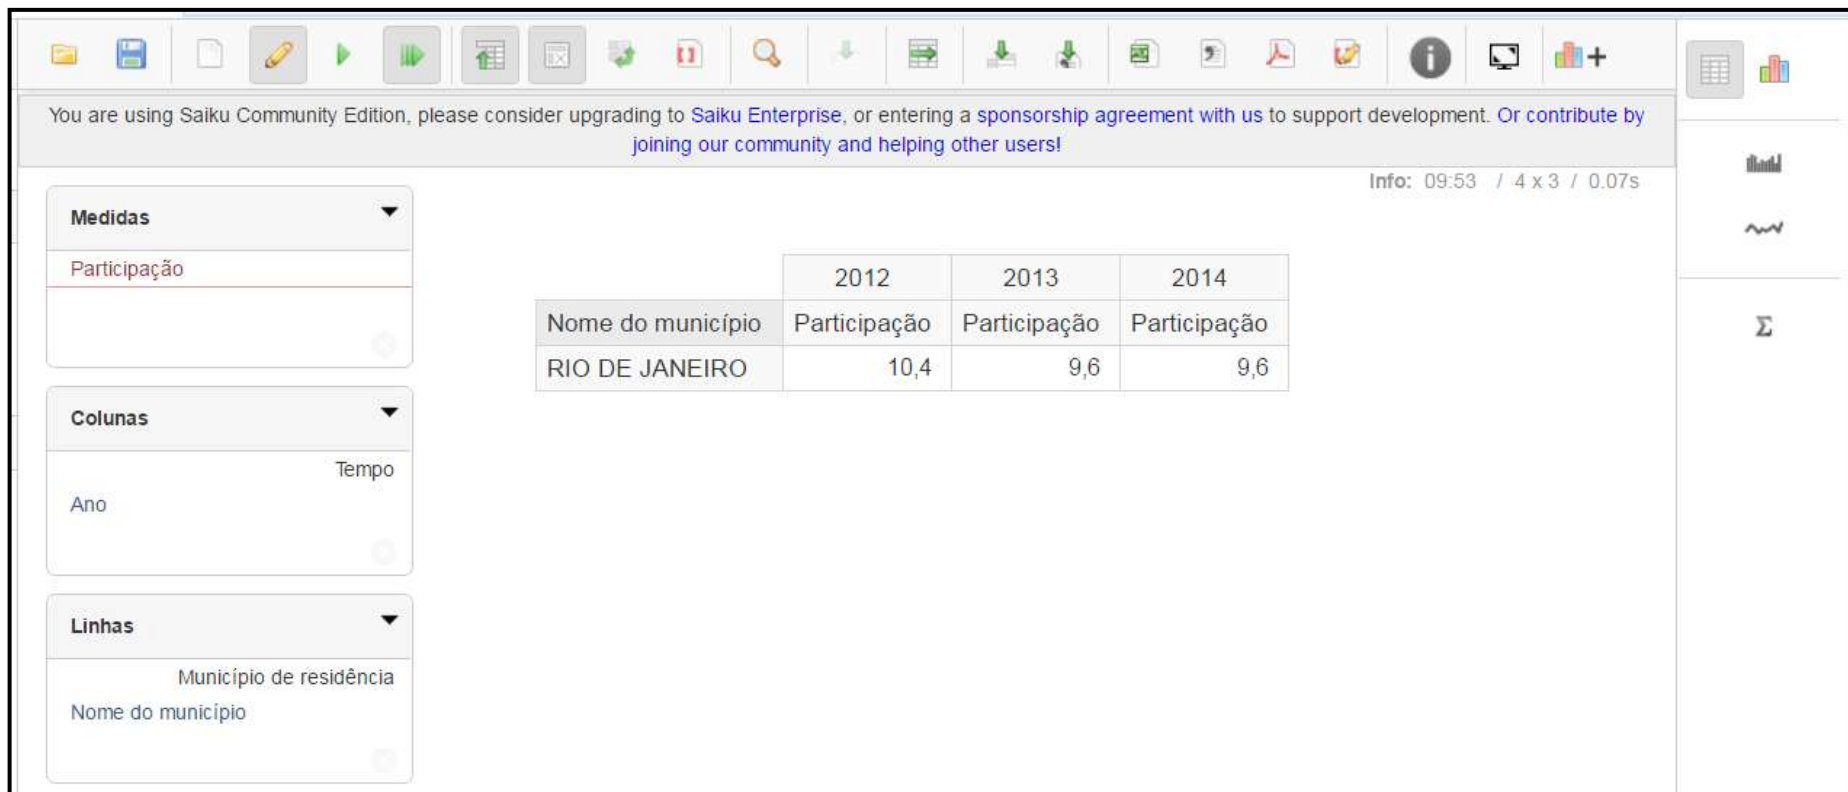 You are using Saiku Community Edition, please consider upgrading to Saiku Enterprise, or entering a sponsorship agreement with us to support development. Or contribute by
joining our community and helping other users!
Info: 09:53 / 4 x 3 / 0.07s
Medidas
Participação
Colunas
Tempo
Ano
Linhas
Município de residência
Nome do município
2012 2013 2014
Nome do município Participação Participação Participação
RIO DE JANEIRO 10,4 9,6 9,6
Σ